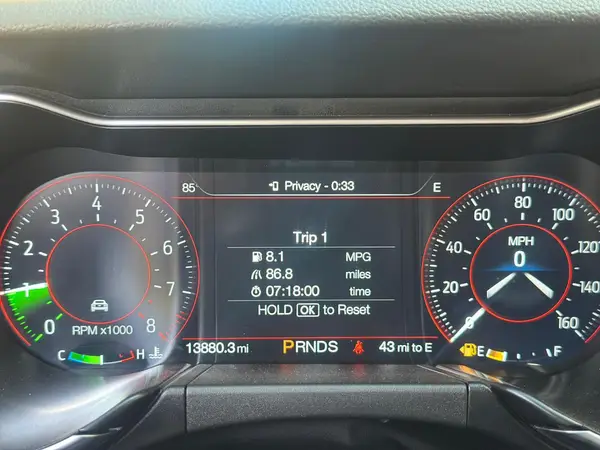 85 Privacy - 0:33 E
Trip 1
8.1 MPG
86.8 miles
07:18:00 time
HOLD OK to Reset
13880.3 mi PRNDS 43 mi to E
0 1 2 3 4 5 6 7 8
RPM x1000
C H
0 20 40 60 80 100 120 140 160
MPH
0
E F